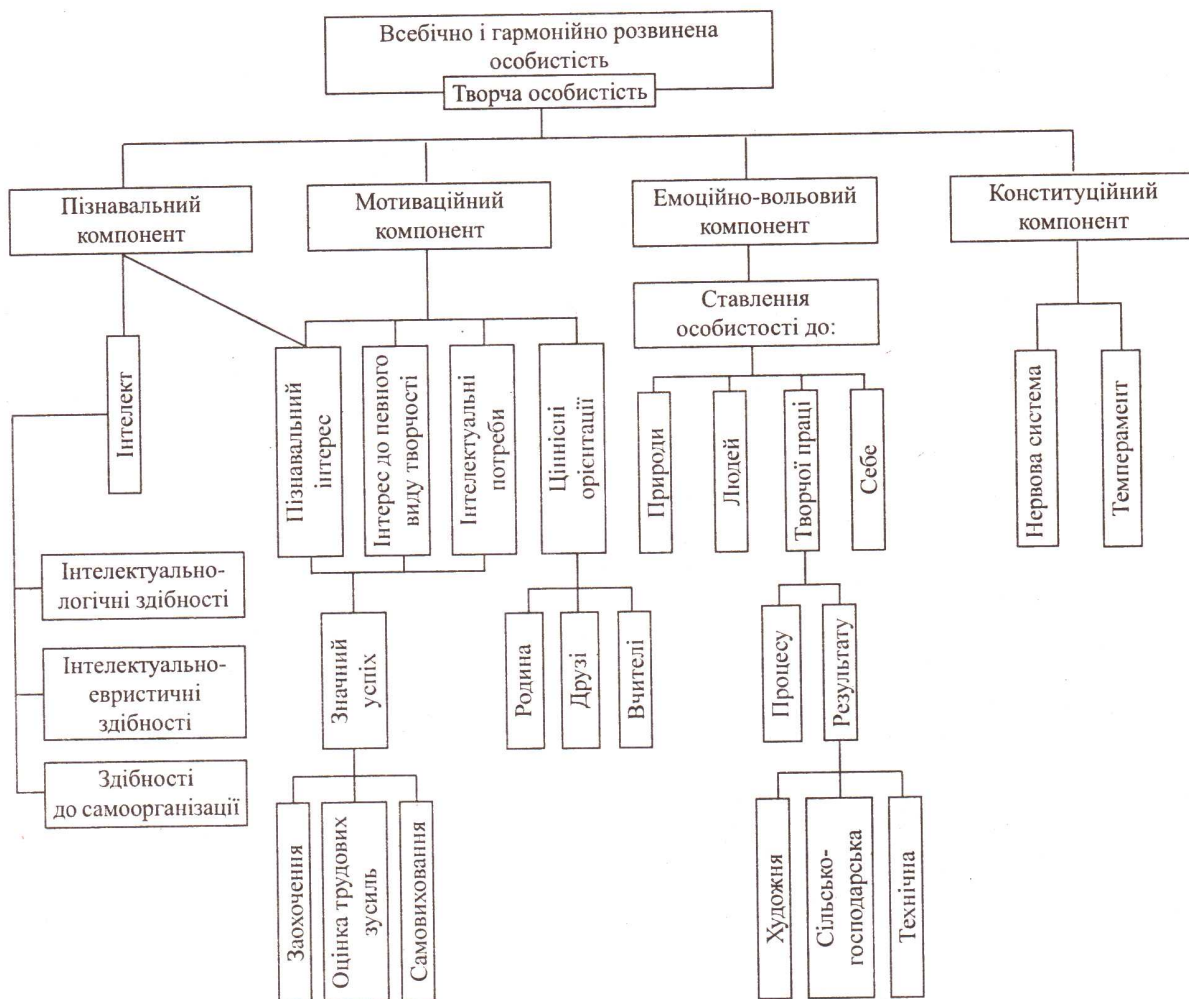 Всебічно і гармонійно розвинена
особистість
Творча особистість
Пізнавальний
компонент
Мотиваційний
компонент
Емоційно-вольовий
компонент
Конституційний
компонент
Ставлення
особистості до:
Інтелект
Пізнавальний
інтерес
Інтерес до певного
виду творчості
Інтелектуальні
потреби
Ціннісні
орієнтації
Природи
Людей
Творчої праці
Себе
Нервова система
Темперамент
Інтелектуально-
логічні здібності
Інтелектуально-
евристичні
здібності
Здібності
до самоорганізації
Значний
успіх
Родина
Друзі
Вчителі
Процесу
Результату
Заохочення
Оцінка трудових
зусиль
Самовиховання
Художня
Сільсько-
господарська
Технічна